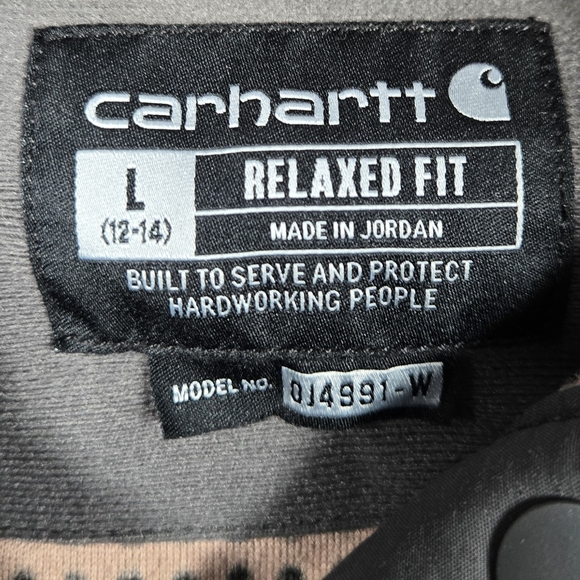 carhartt
L
(12-14)
RELAXED FIT
MADE IN JORDAN
BUILT TO SERVE AND PROTECT
HARDWORKING PEOPLE
MODEL NO. OJ4991-W